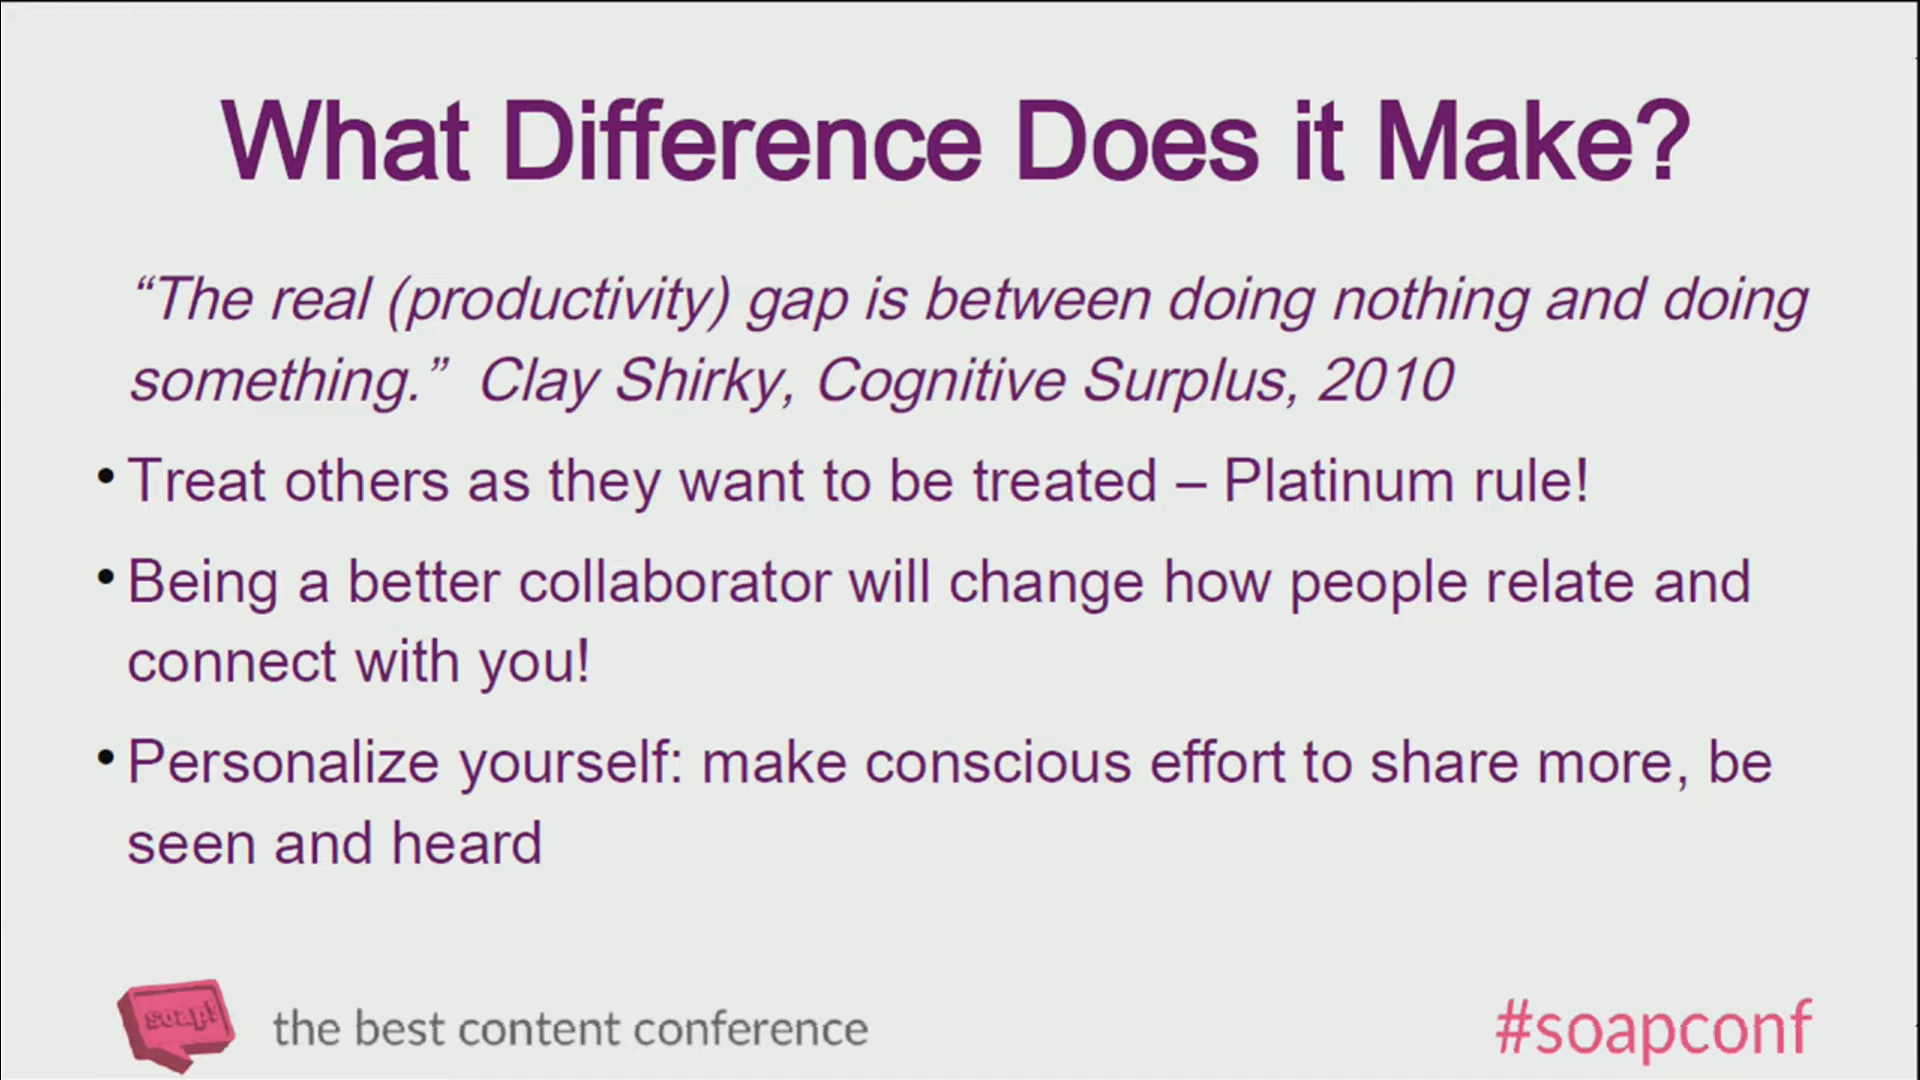 What Difference Does it Make?
“The real (productivity) gap is between doing nothing and doing
something.”  Clay Shirky, Cognitive Surplus, 2010
• Treat others as they want to be treated – Platinum rule!
• Being a better collaborator will change how people relate and
connect with you!
• Personalize yourself: make conscious effort to share more, be
seen and heard
soap!
the best content conference
#soapconf